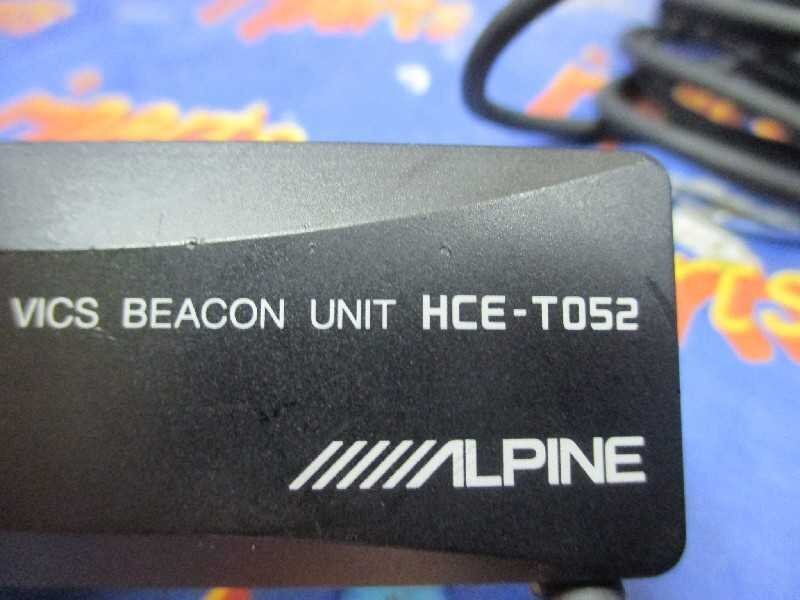 VICS BEACON UNIT HCE-T052
ALPINE